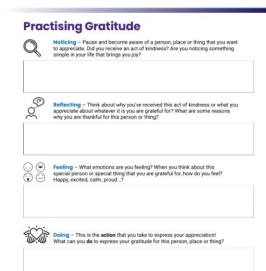 Practising Gratitude
Noticing – Pause and become aware of a person, place or thing that you want
to appreciate. Did you receive an act of kindness? Are you noticing something
simple in your life that brings you joy?
Reflecting – Think about why you've received this act of kindness or what you
appreciate about whatever it is you are grateful for? What are some reasons
why you are thankful for this person or thing?
Feeling – What emotions are you feeling? When you think about this
special person or special thing that you are grateful for, how do you feel?
Happy, excited, calm, proud...?
Doing – This is the action that you take to express your appreciation!
What can you do to express your gratitude for this person, place or thing?